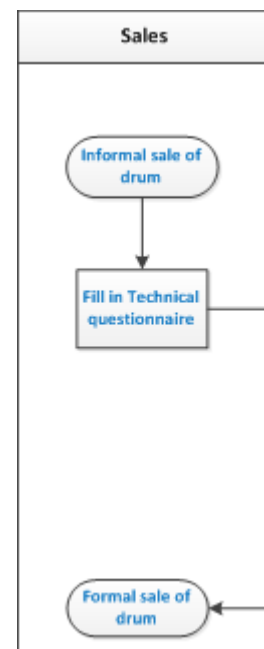 Sales
Informal sale of
drum
Fill in Technical
questionnaire
Formal sale of
drum